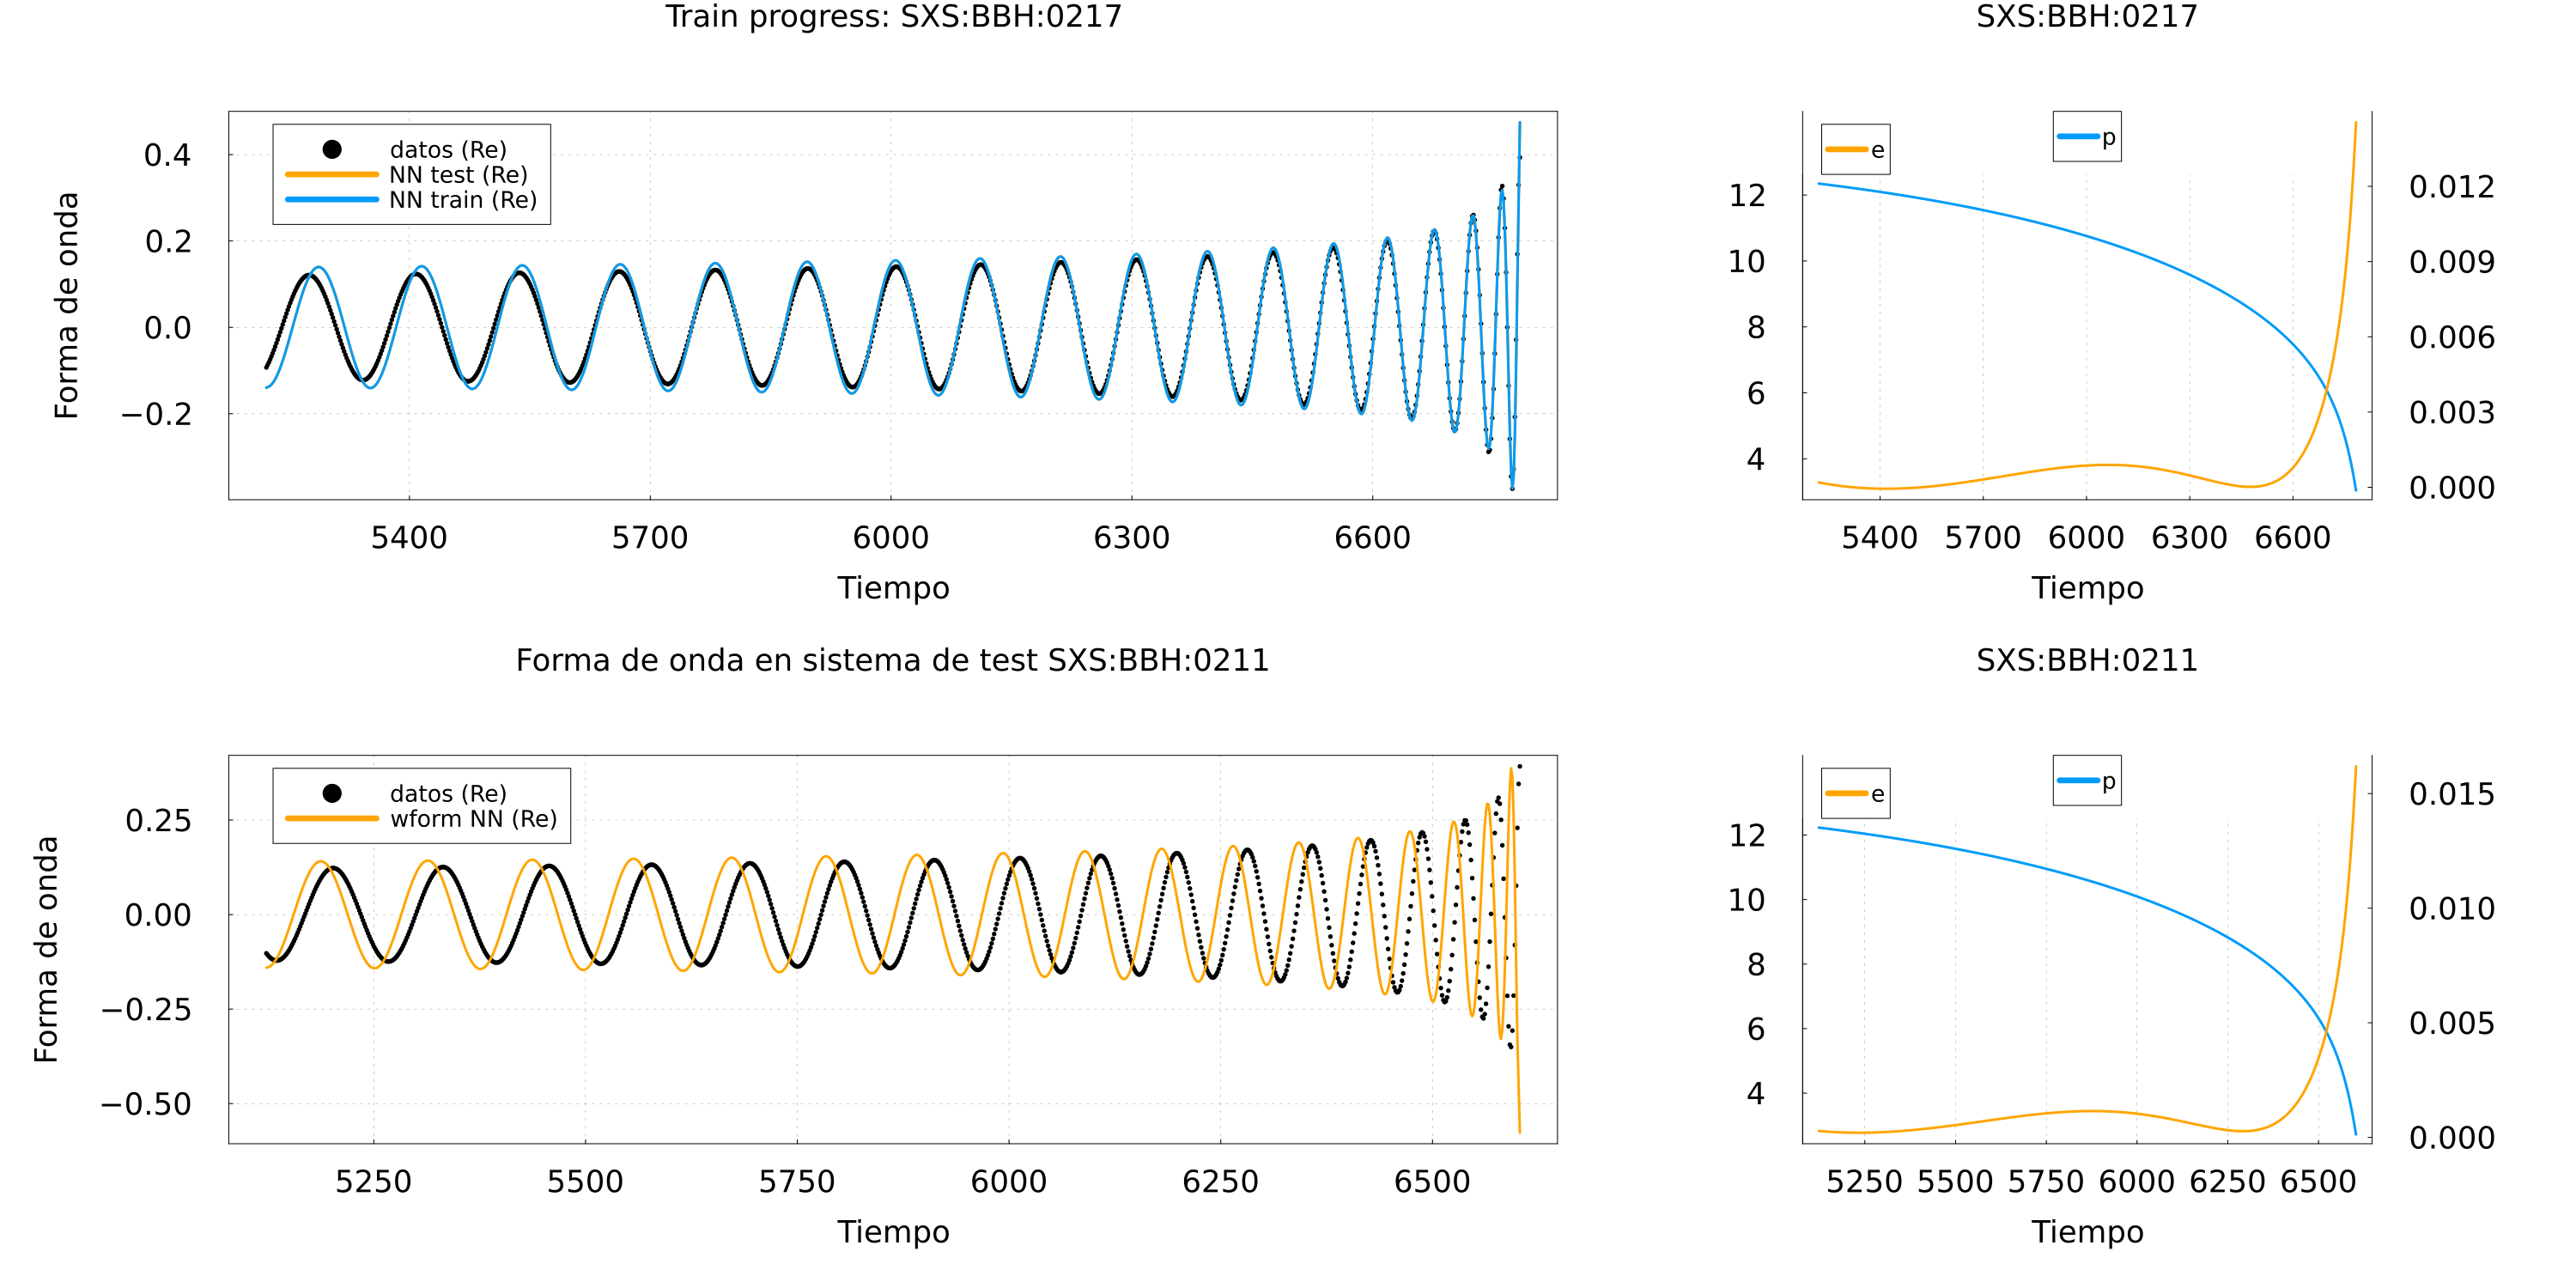 Train progress: SXS:BBH:0217
datos (Re)
NN test (Re)
NN train (Re)
0.4
0.2
0.0
−0.2
Forma de onda
5400 5700 6000 6300 6600
Tiempo
SXS:BBH:0217
e
p
12
10
8
6
4
0.012
0.009
0.006
0.003
0.000
5400 5700 6000 6300 6600
Tiempo
Forma de onda en sistema de test SXS:BBH:0211
datos (Re)
wform NN (Re)
0.25
0.00
−0.25
−0.50
Forma de onda
5250 5500 5750 6000 6250 6500
Tiempo
SXS:BBH:0211
e
p
12
10
8
6
4
0.015
0.010
0.005
0.000
5250 5500 5750 6000 6250 6500
Tiempo